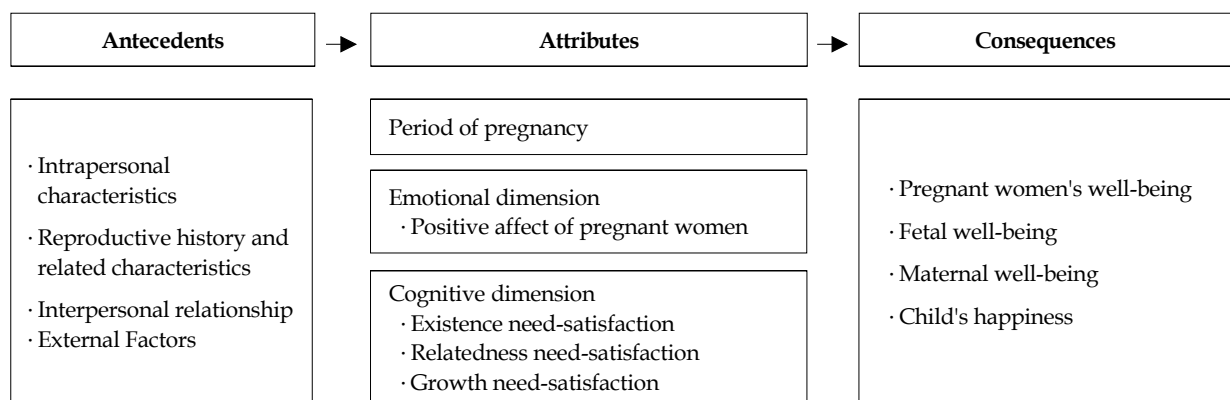 Antecedents
Attributes
Consequences
· Intrapersonal
characteristics
· Reproductive history and
related characteristics
· Interpersonal relationship
· External Factors
Period of pregnancy
Emotional dimension
· Positive affect of pregnant women
Cognitive dimension
· Existence need-satisfaction
· Relatedness need-satisfaction
· Growth need-satisfaction
· Pregnant women's well-being
· Fetal well-being
· Maternal well-being
· Child's happiness